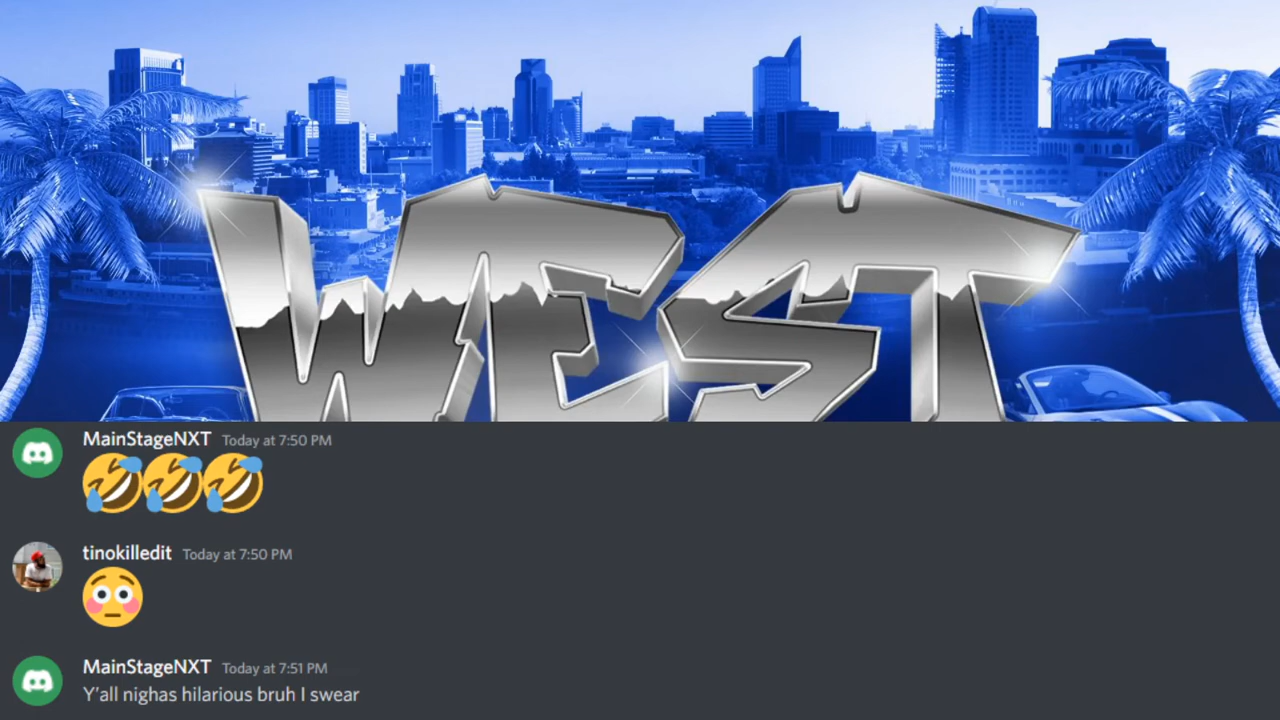 WEST
MainStageNXT Today at 7:50 PM
🤣🤣🤣
tinokilledit Today at 7:50 PM
😳
MainStageNXT Today at 7:51 PM
Y'all nighas hilarious bruh I swear